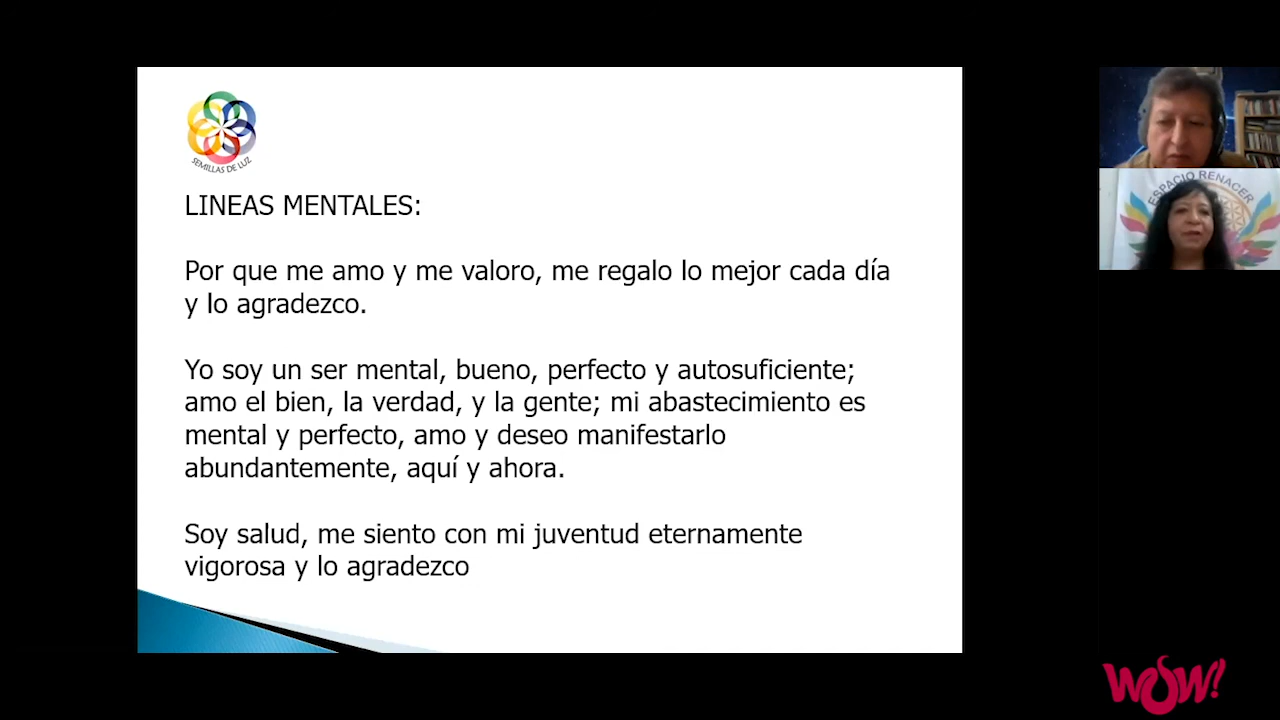 SEMILLAS DE LUZ
LINEAS MENTALES:
Por que me amo y me valoro, me regalo lo mejor cada día
y lo agradezco.
Yo soy un ser mental, bueno, perfecto y autosuficiente;
amo el bien, la verdad, y la gente; mi abastecimiento es
mental y perfecto, amo y deseo manifestarlo
abundantemente, aquí y ahora.
Soy salud, me siento con mi juventud eternamente
vigorosa y lo agradezco
ESPACIO RENACER
WOW!